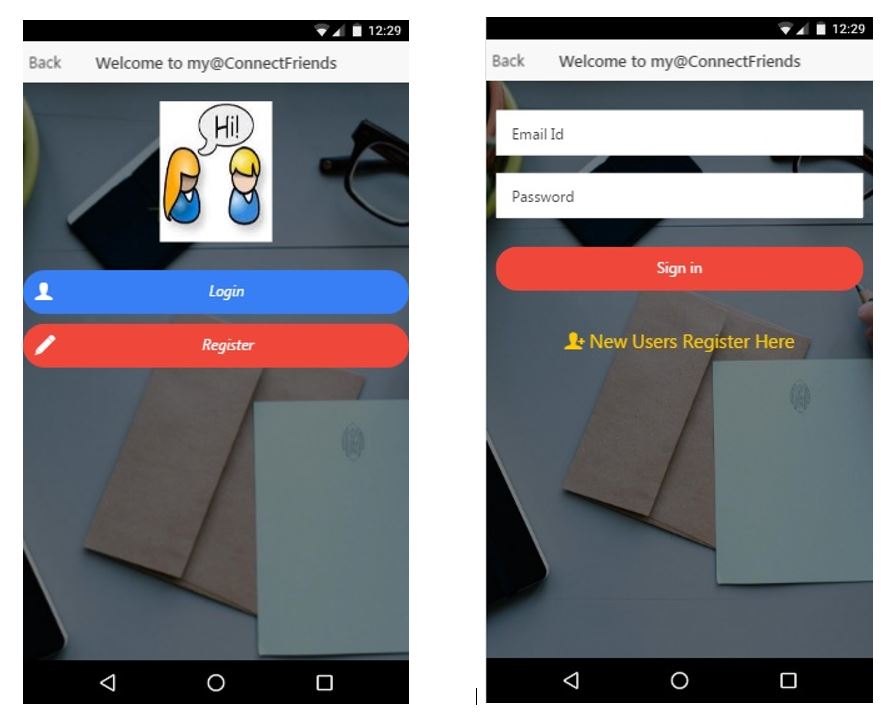 12:29
Back Welcome to my@ConnectFriends
Hi!
Login
Register
12:29
Back Welcome to my@ConnectFriends
Email Id
Password
Sign in
New Users Register Here